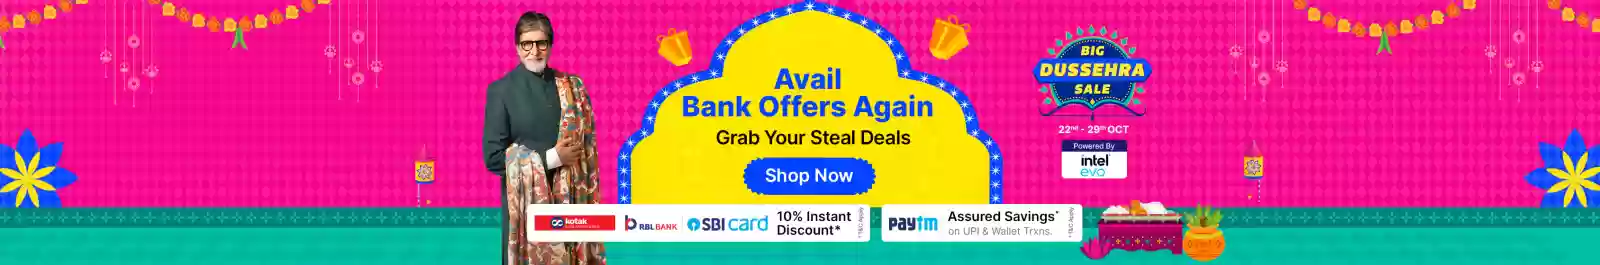 Avail
Bank Offers Again
Grab Your Steal Deals
Shop Now
kotak
RBL BANK
SBI card
10% Instant
Discount*
*T&C Apply
Paytm
Assured Savings*
on UPI & Wallet Trxns.
*T&C Apply
BIG
DUSSEHRA
SALE
22nd - 29th OCT
Powered By
intel
evo